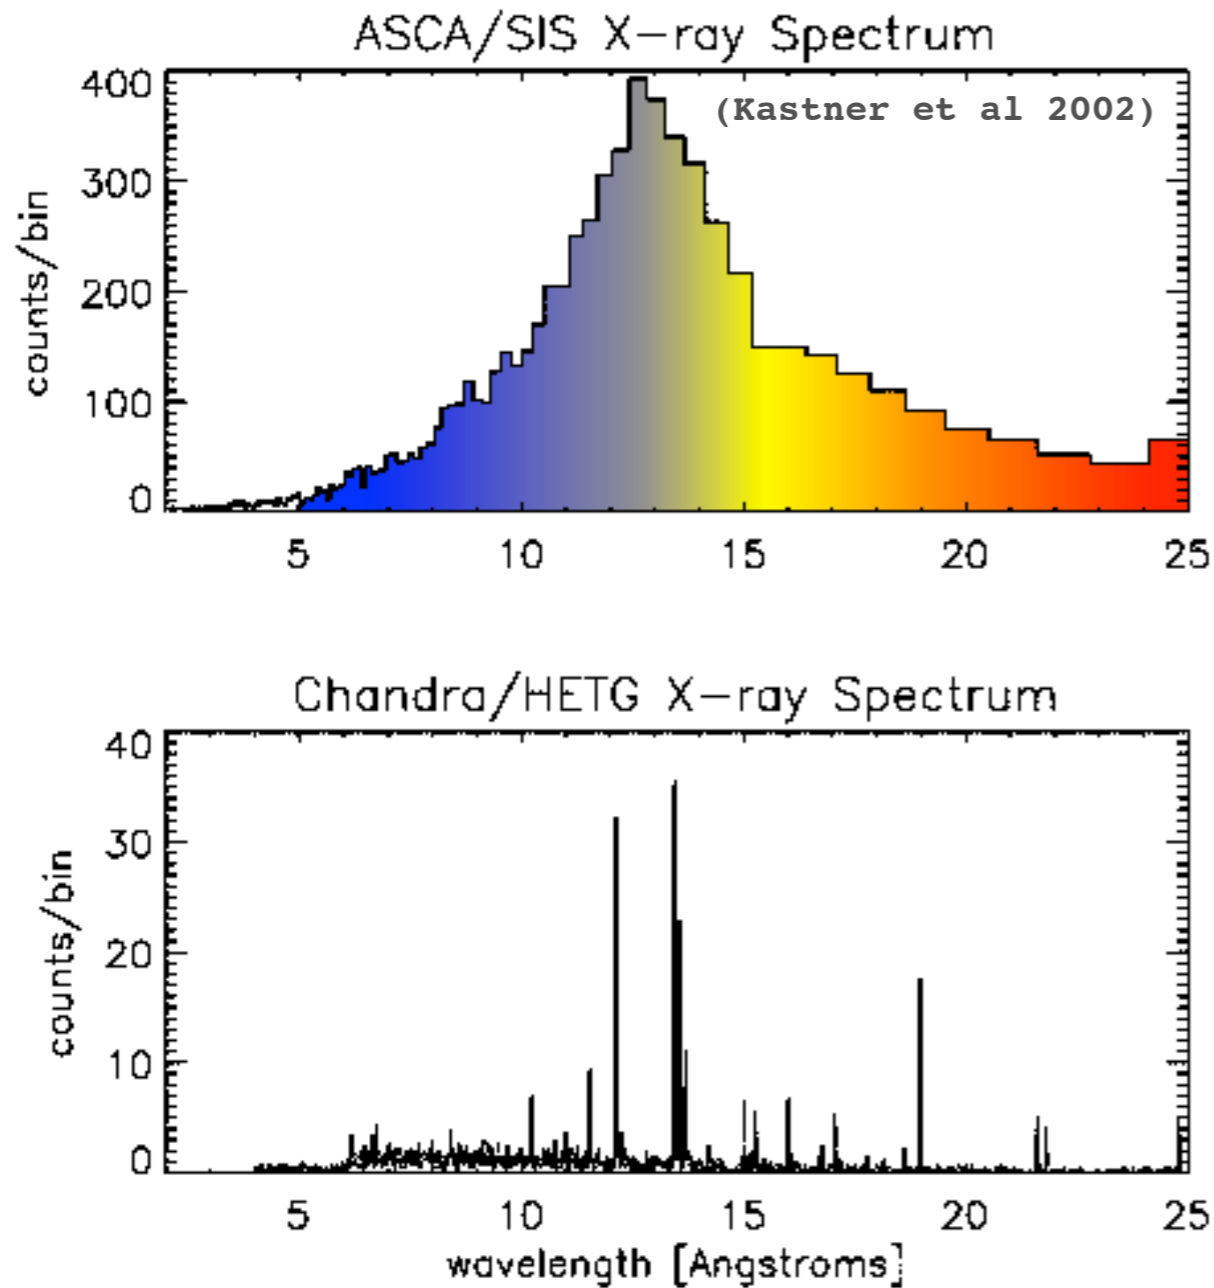 ASCA/SIS X-ray Spectrum
(Kastner et al 2002)
counts/bin
400
300
200
100
0
5 10 15 20 25
Chandra/HETG X-ray Spectrum
counts/bin
40
30
20
10
0
5 10 15 20 25
wavelength [Angstroms]